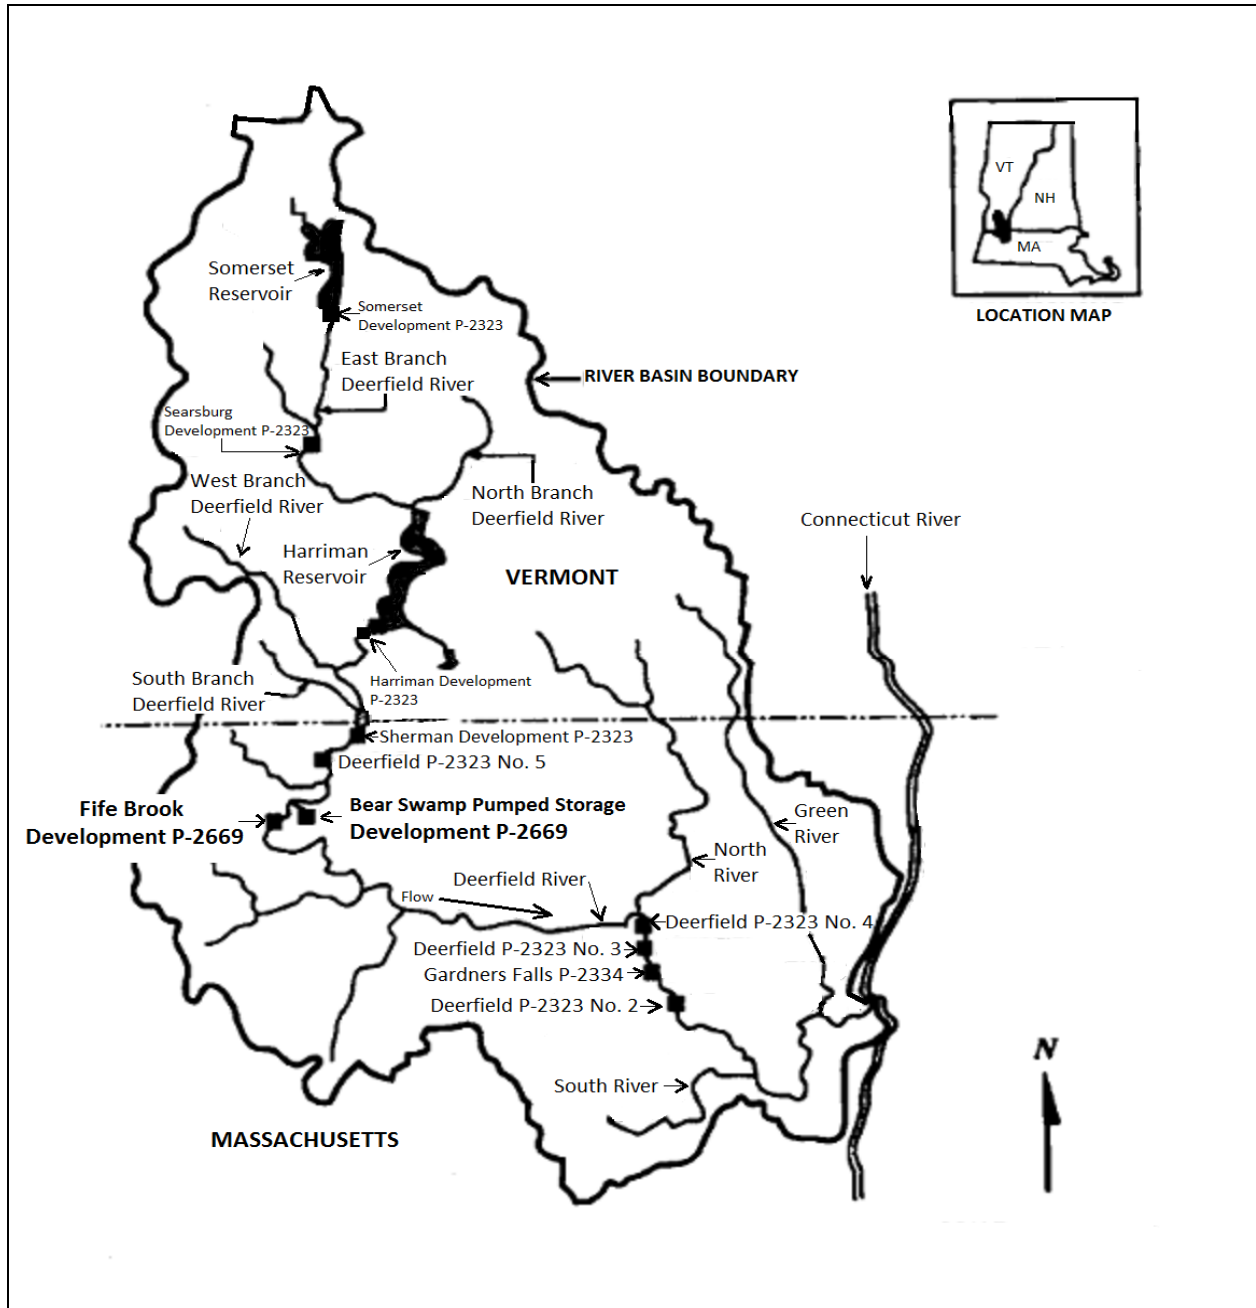 VT
NH
MA
LOCATION MAP
Somerset
Reservoir
Somerset
Development P-2323
East Branch
Deerfield River
RIVER BASIN BOUNDARY
Searsburg
Development P-2323
West Branch
Deerfield River
North Branch
Deerfield River
Connecticut River
Harriman
Reservoir
VERMONT
South Branch
Deerfield River
Harriman Development
P-2323
Sherman Development P-2323
Deerfield P-2323 No. 5
Fife Brook
Development P-2669
Bear Swamp Pumped Storage
Development P-2669
Green
River
North
River
Deerfield River
Flow
Deerfield P-2323 No. 4
Deerfield P-2323 No. 3
Gardners Falls P-2334
Deerfield P-2323 No. 2
N
South River
MASSACHUSETTS